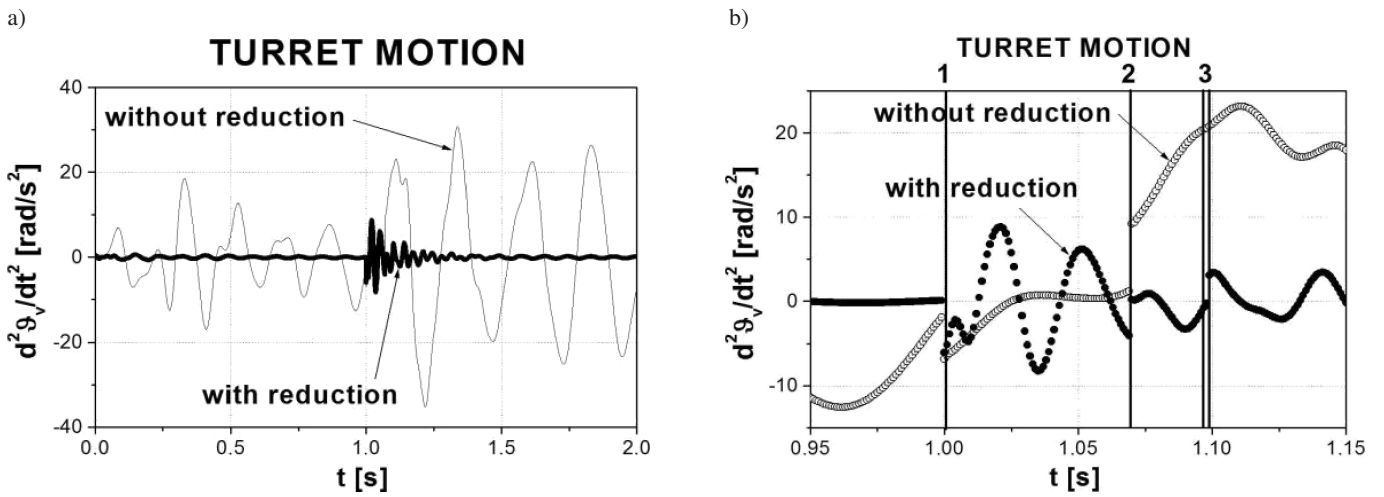 a)
TURRET MOTION
without reduction
with reduction
d²ϑᵥ/dt² [rad/s²]
40
20
0
-20
-40
0.0 0.5 1.0 1.5 2.0
t [s]
b)
TURRET MOTION
1 2 3
without reduction
with reduction
d²ϑᵥ/dt² [rad/s²]
20
10
0
-10
0.95 1.00 1.05 1.10 1.15
t [s]